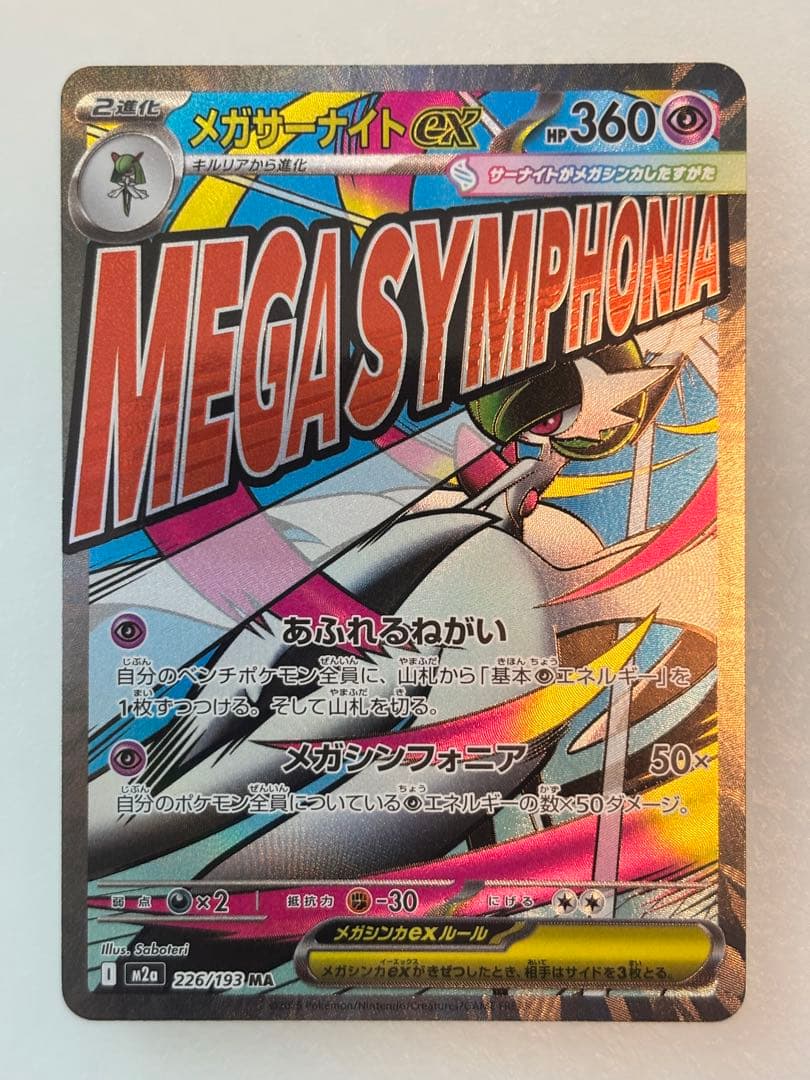 2進化
メガサーナイトex
HP360
キルリアから進化
サーナイトがメガシンカしたすがた
MEGA SYMPHONIA
あふれるねがい
自分のベンチポケモン全員に、山札から「基本エネルギー」を
1枚ずつつける。そして山札を切る。
メガシンフォニア 50×
自分のポケモン全員についているエネルギーの数×50ダメージ。
弱点 ×2 抵抗力 -30 にげる
メガシンカexルール
メガシンカexがきぜつしたとき、相手はサイドを3枚とる。
Illus. Saboteri
I m2a 226/193 MA
©2025 Pokémon/Nintendo/Creatures/GAME FREAK